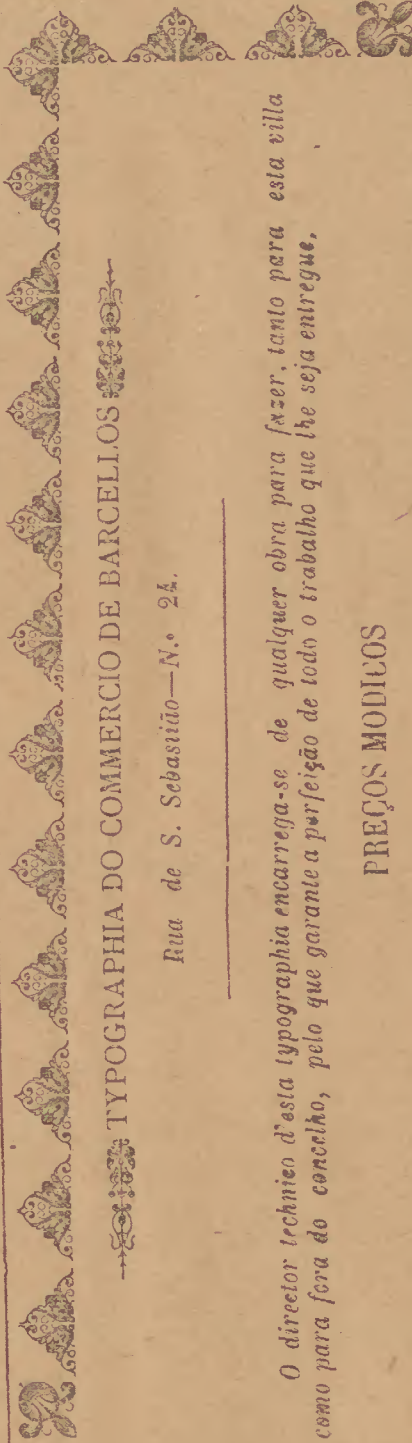 TYPOGRAPHIA DO COMMERCIO DE BARCELLOS
Rua de S. Sebastião—N.º 24.
O director technico d'esta typographia encarrega-se de qualquer obra para fazer, tanto para esta villa
como para fora do concelho, pelo que garante a perfeição de todo o trabalho que lhe seja entregue.
PREÇOS MODICOS